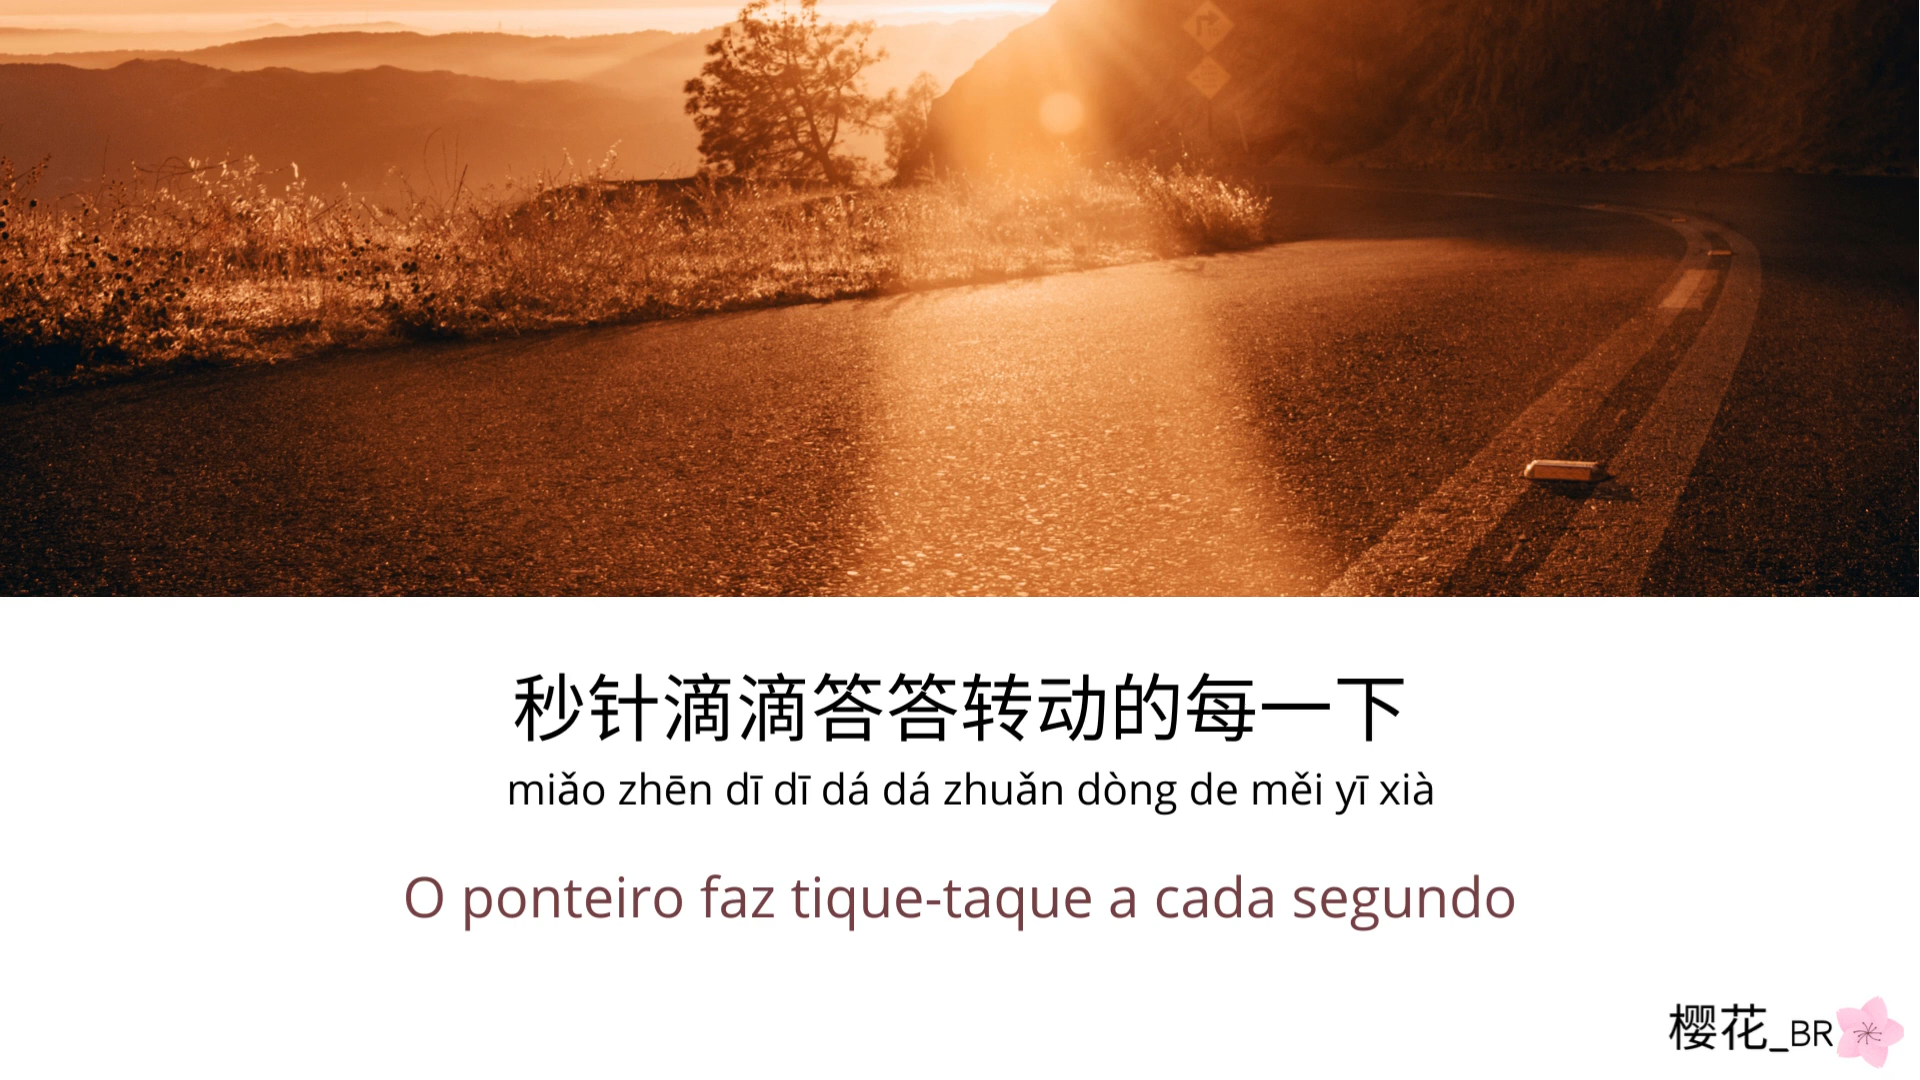 秒针滴滴答答转动的每一下
miǎo zhēn dī dī dá dá zhuǎn dòng de měi yī xià
O ponteiro faz tique-taque a cada segundo
樱花_BR